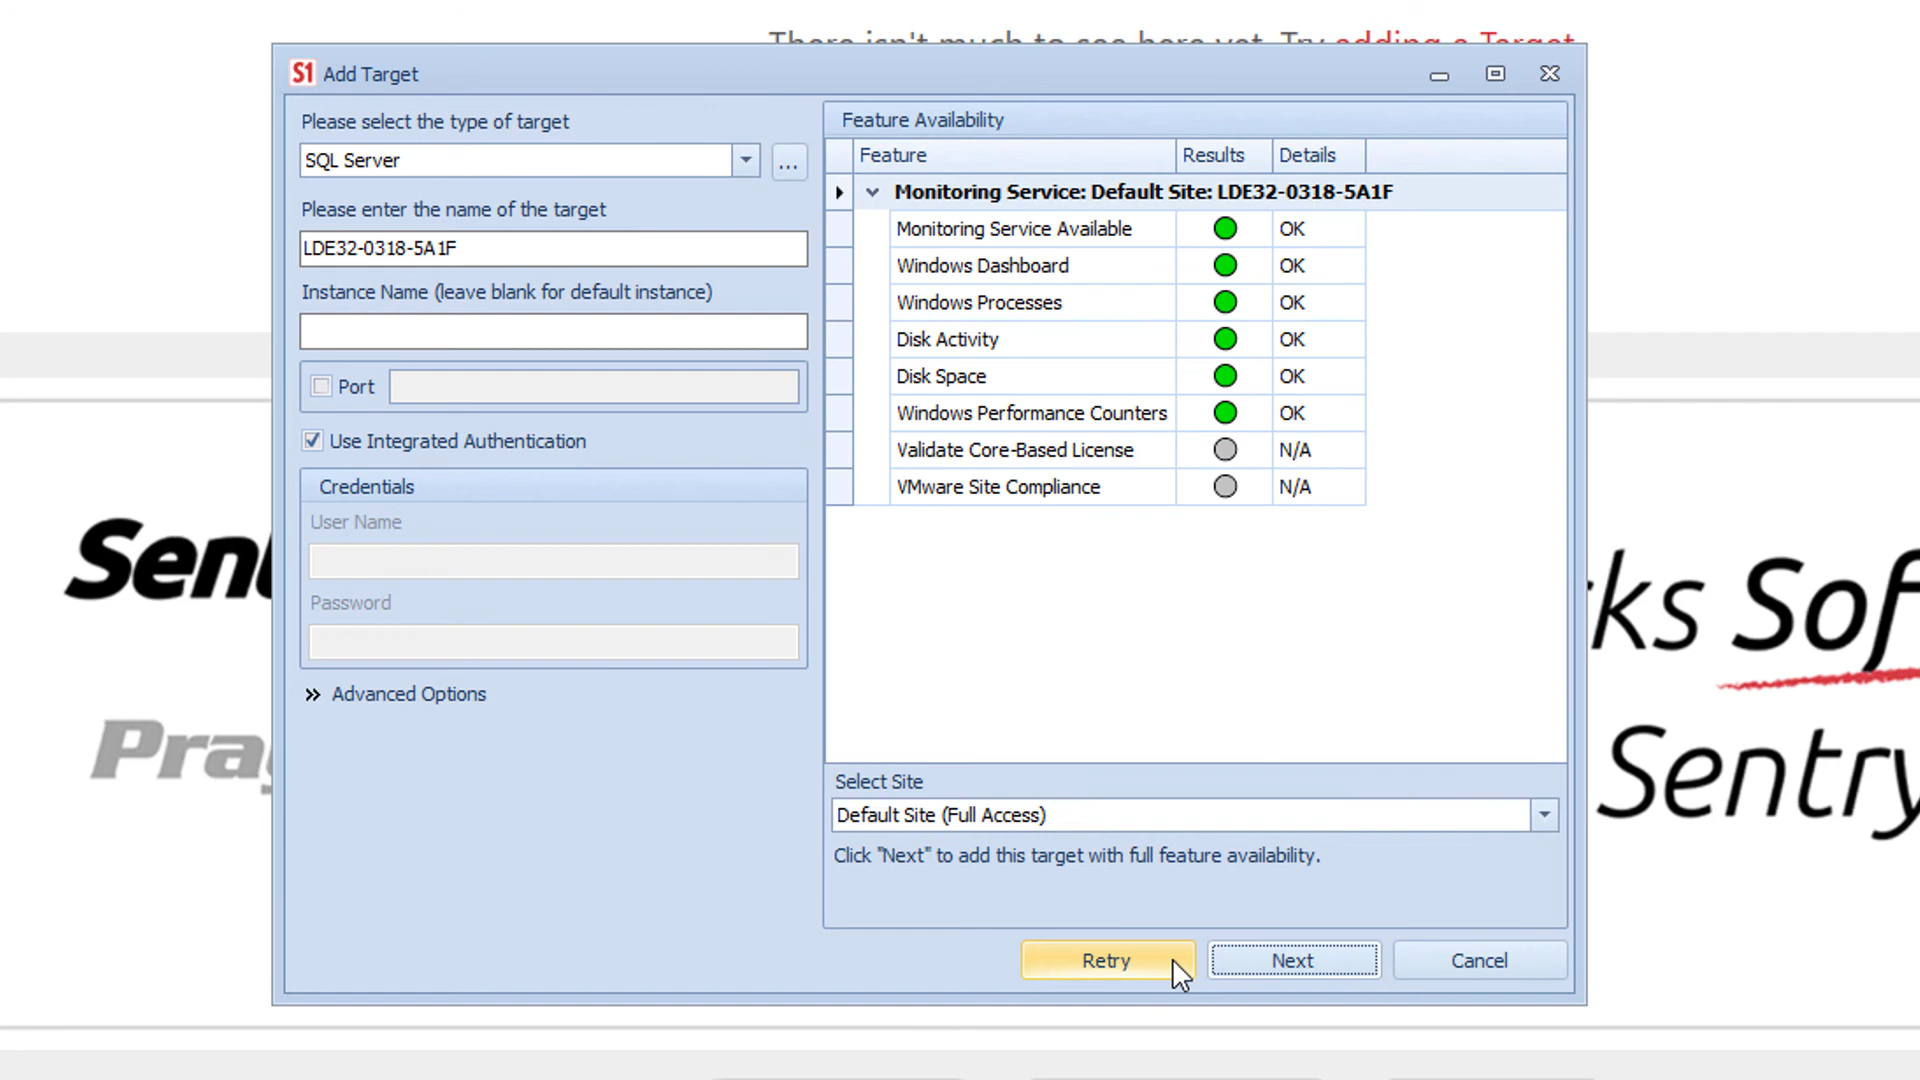 There isn't much to see here yet. Try adding a Target
S1 Add Target
Please select the type of target
SQL Server
...
Please enter the name of the target
LDE32-0318-5A1F
Instance Name (leave blank for default instance)
Port
Use Integrated Authentication
Credentials
User Name
Password
Advanced Options
Feature Availability
Feature Results Details
Monitoring Service: Default Site: LDE32-0318-5A1F
Monitoring Service Available OK
Windows Dashboard OK
Windows Processes OK
Disk Activity OK
Disk Space OK
Windows Performance Counters OK
Validate Core-Based License N/A
VMware Site Compliance N/A
Select Site
Default Site (Full Access)
Click "Next" to add this target with full feature availability.
Retry Next Cancel
Sentry